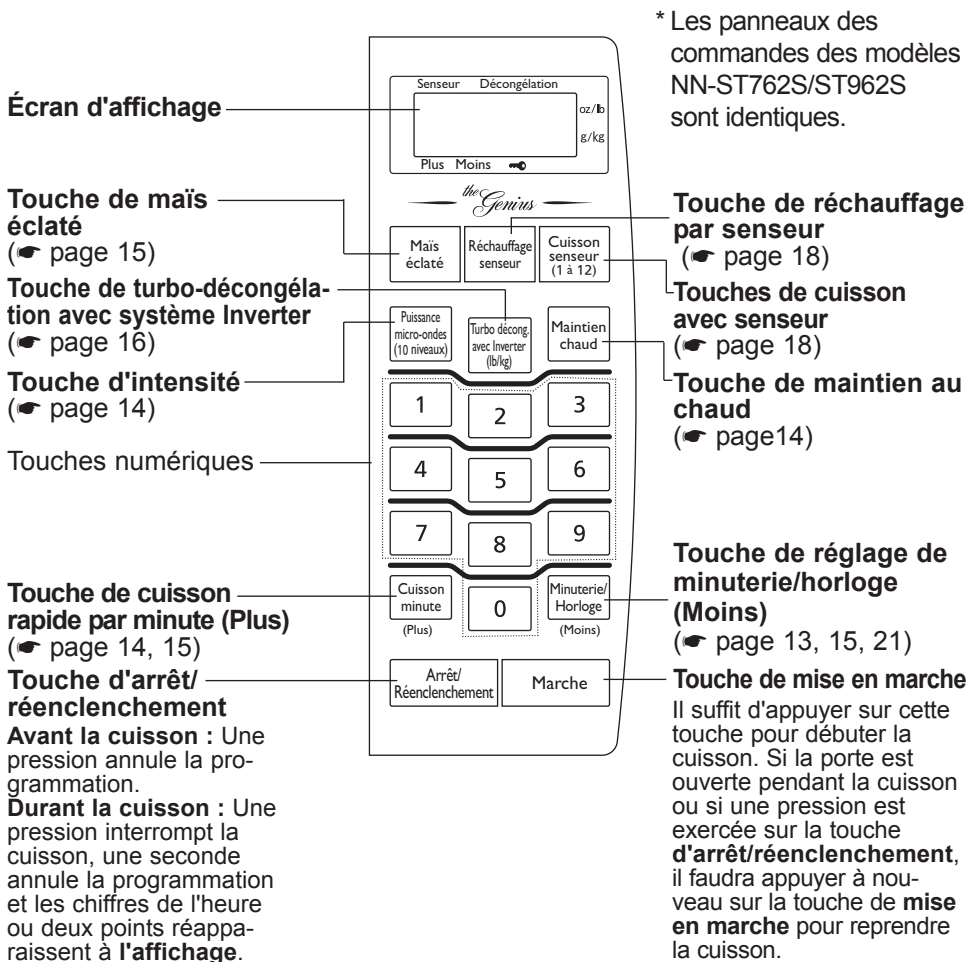 * Les panneaux des
commandes des modèles
NN-ST762S/ST962S
sont identiques.
Écran d'affichage
Senseur Décongélation
oz/lb
g/kg
Plus Moins
the Genius
Touche de maïs
éclaté
(☛ page 15)
Touche de turbo-décongéla-
tion avec système Inverter
(☛ page 16)
Touche d'intensité
(☛ page 14)
Touches numériques
Touche de cuisson
rapide par minute (Plus)
(☛ page 14, 15)
Touche d'arrêt/
réenclenchement
Avant la cuisson : Une
pression annule la pro-
grammation.
Durant la cuisson : Une
pression interrompt la
cuisson, une seconde
annule la programmation
et les chiffres de l'heure
ou deux points réappa-
raissent à l'affichage.
Maïs
éclaté
Réchauffage
senseur
Cuisson
senseur
(1 à 12)
Puissance
micro-ondes
(10 niveaux)
Turbo décong.
avec Inverter
(lb/kg)
Maintien
chaud
1
2
3
4
5
6
7
8
9
Cuisson
minute
(Plus)
0
Minuterie/
Horloge
(Moins)
Arrêt/
Réenclenchement
Marche
Touche de réchauffage
par senseur
(☛ page 18)
Touches de cuisson
avec senseur
(☛ page 18)
Touche de maintien au
chaud
(☛ page14)
Touche de réglage de
minuterie/horloge
(Moins)
(☛ page 13, 15, 21)
Touche de mise en marche
Il suffit d'appuyer sur cette
touche pour débuter la
cuisson. Si la porte est
ouverte pendant la cuisson
ou si une pression est
exercée sur la touche
d'arrêt/réenclenchement,
il faudra appuyer à nou-
veau sur la touche de mise
en marche pour reprendre
la cuisson.